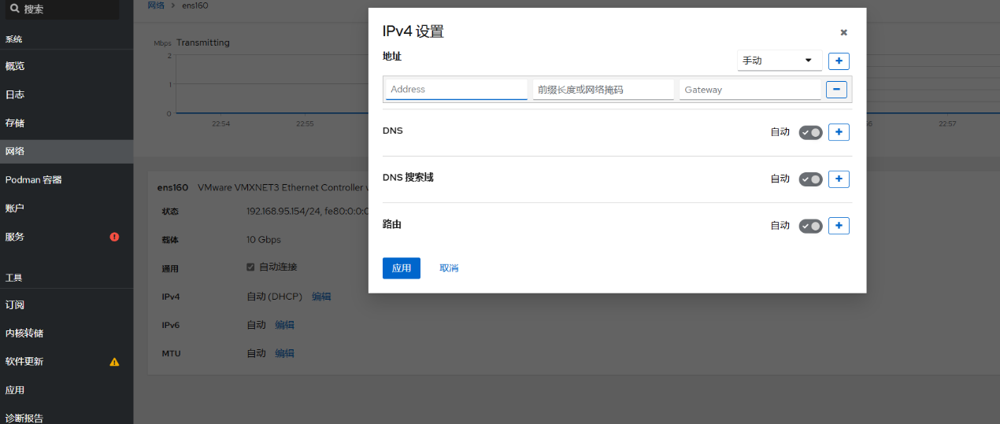 搜索
系统
概览
日志
存储
网络
Podman 容器
账户
服务
工具
订阅
内核转储
软件更新
应用
诊断报告
网络 > ens160
Mbps Transmitting
2
1
0
22:54 22:55 22:57
ens160 VMware VMXNET3 Ethernet Controller
状态 192.168.95.154/24, fe80:0:0:0
载体 10 Gbps
通用 自动连接
IPv4 自动 (DHCP) 编辑
IPv6 自动 编辑
MTU 自动 编辑
IPv4 设置
地址 手动
Address 前缀长度或网络掩码 Gateway
DNS 自动
DNS 搜索域 自动
路由 自动
应用 取消